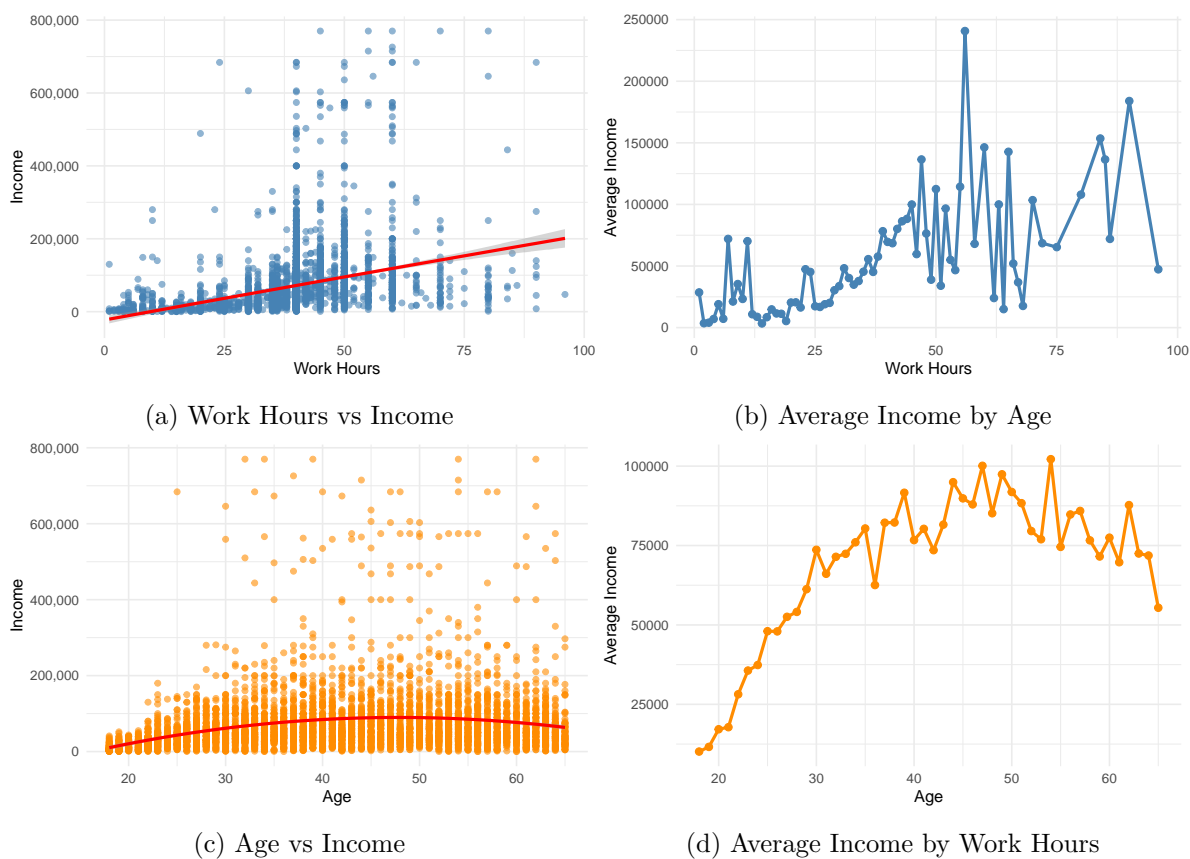 800,000
600,000
400,000
200,000
0
Income
0 25 50 75 100
Work Hours
(a) Work Hours vs Income
250000
200000
150000
100000
50000
0
Average Income
0 25 50 75 100
Work Hours
(b) Average Income by Age
800,000
600,000
400,000
200,000
0
Income
20 30 40 50 60
Age
(c) Age vs Income
100000
75000
50000
25000
Average Income
20 30 40 50 60
Age
(d) Average Income by Work Hours